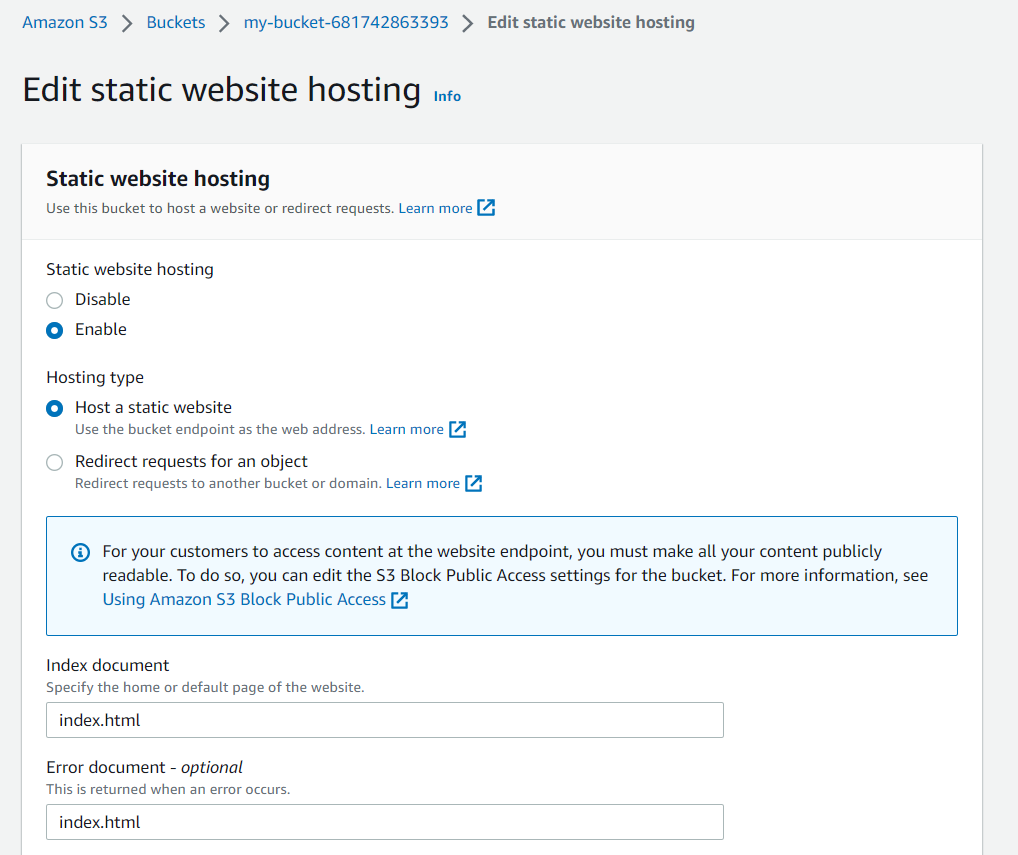 Amazon S3 > Buckets > my-bucket-681742863393 > Edit static website hosting
Edit static website hosting Info
Static website hosting
Use this bucket to host a website or redirect requests. Learn more
Static website hosting
Disable
Enable
Hosting type
Host a static website
Use the bucket endpoint as the web address. Learn more
Redirect requests for an object
Redirect requests to another bucket or domain. Learn more
For your customers to access content at the website endpoint, you must make all your content publicly
readable. To do so, you can edit the S3 Block Public Access settings for the bucket. For more information, see
Using Amazon S3 Block Public Access
Index document
Specify the home or default page of the website.
index.html
Error document - optional
This is returned when an error occurs.
index.html